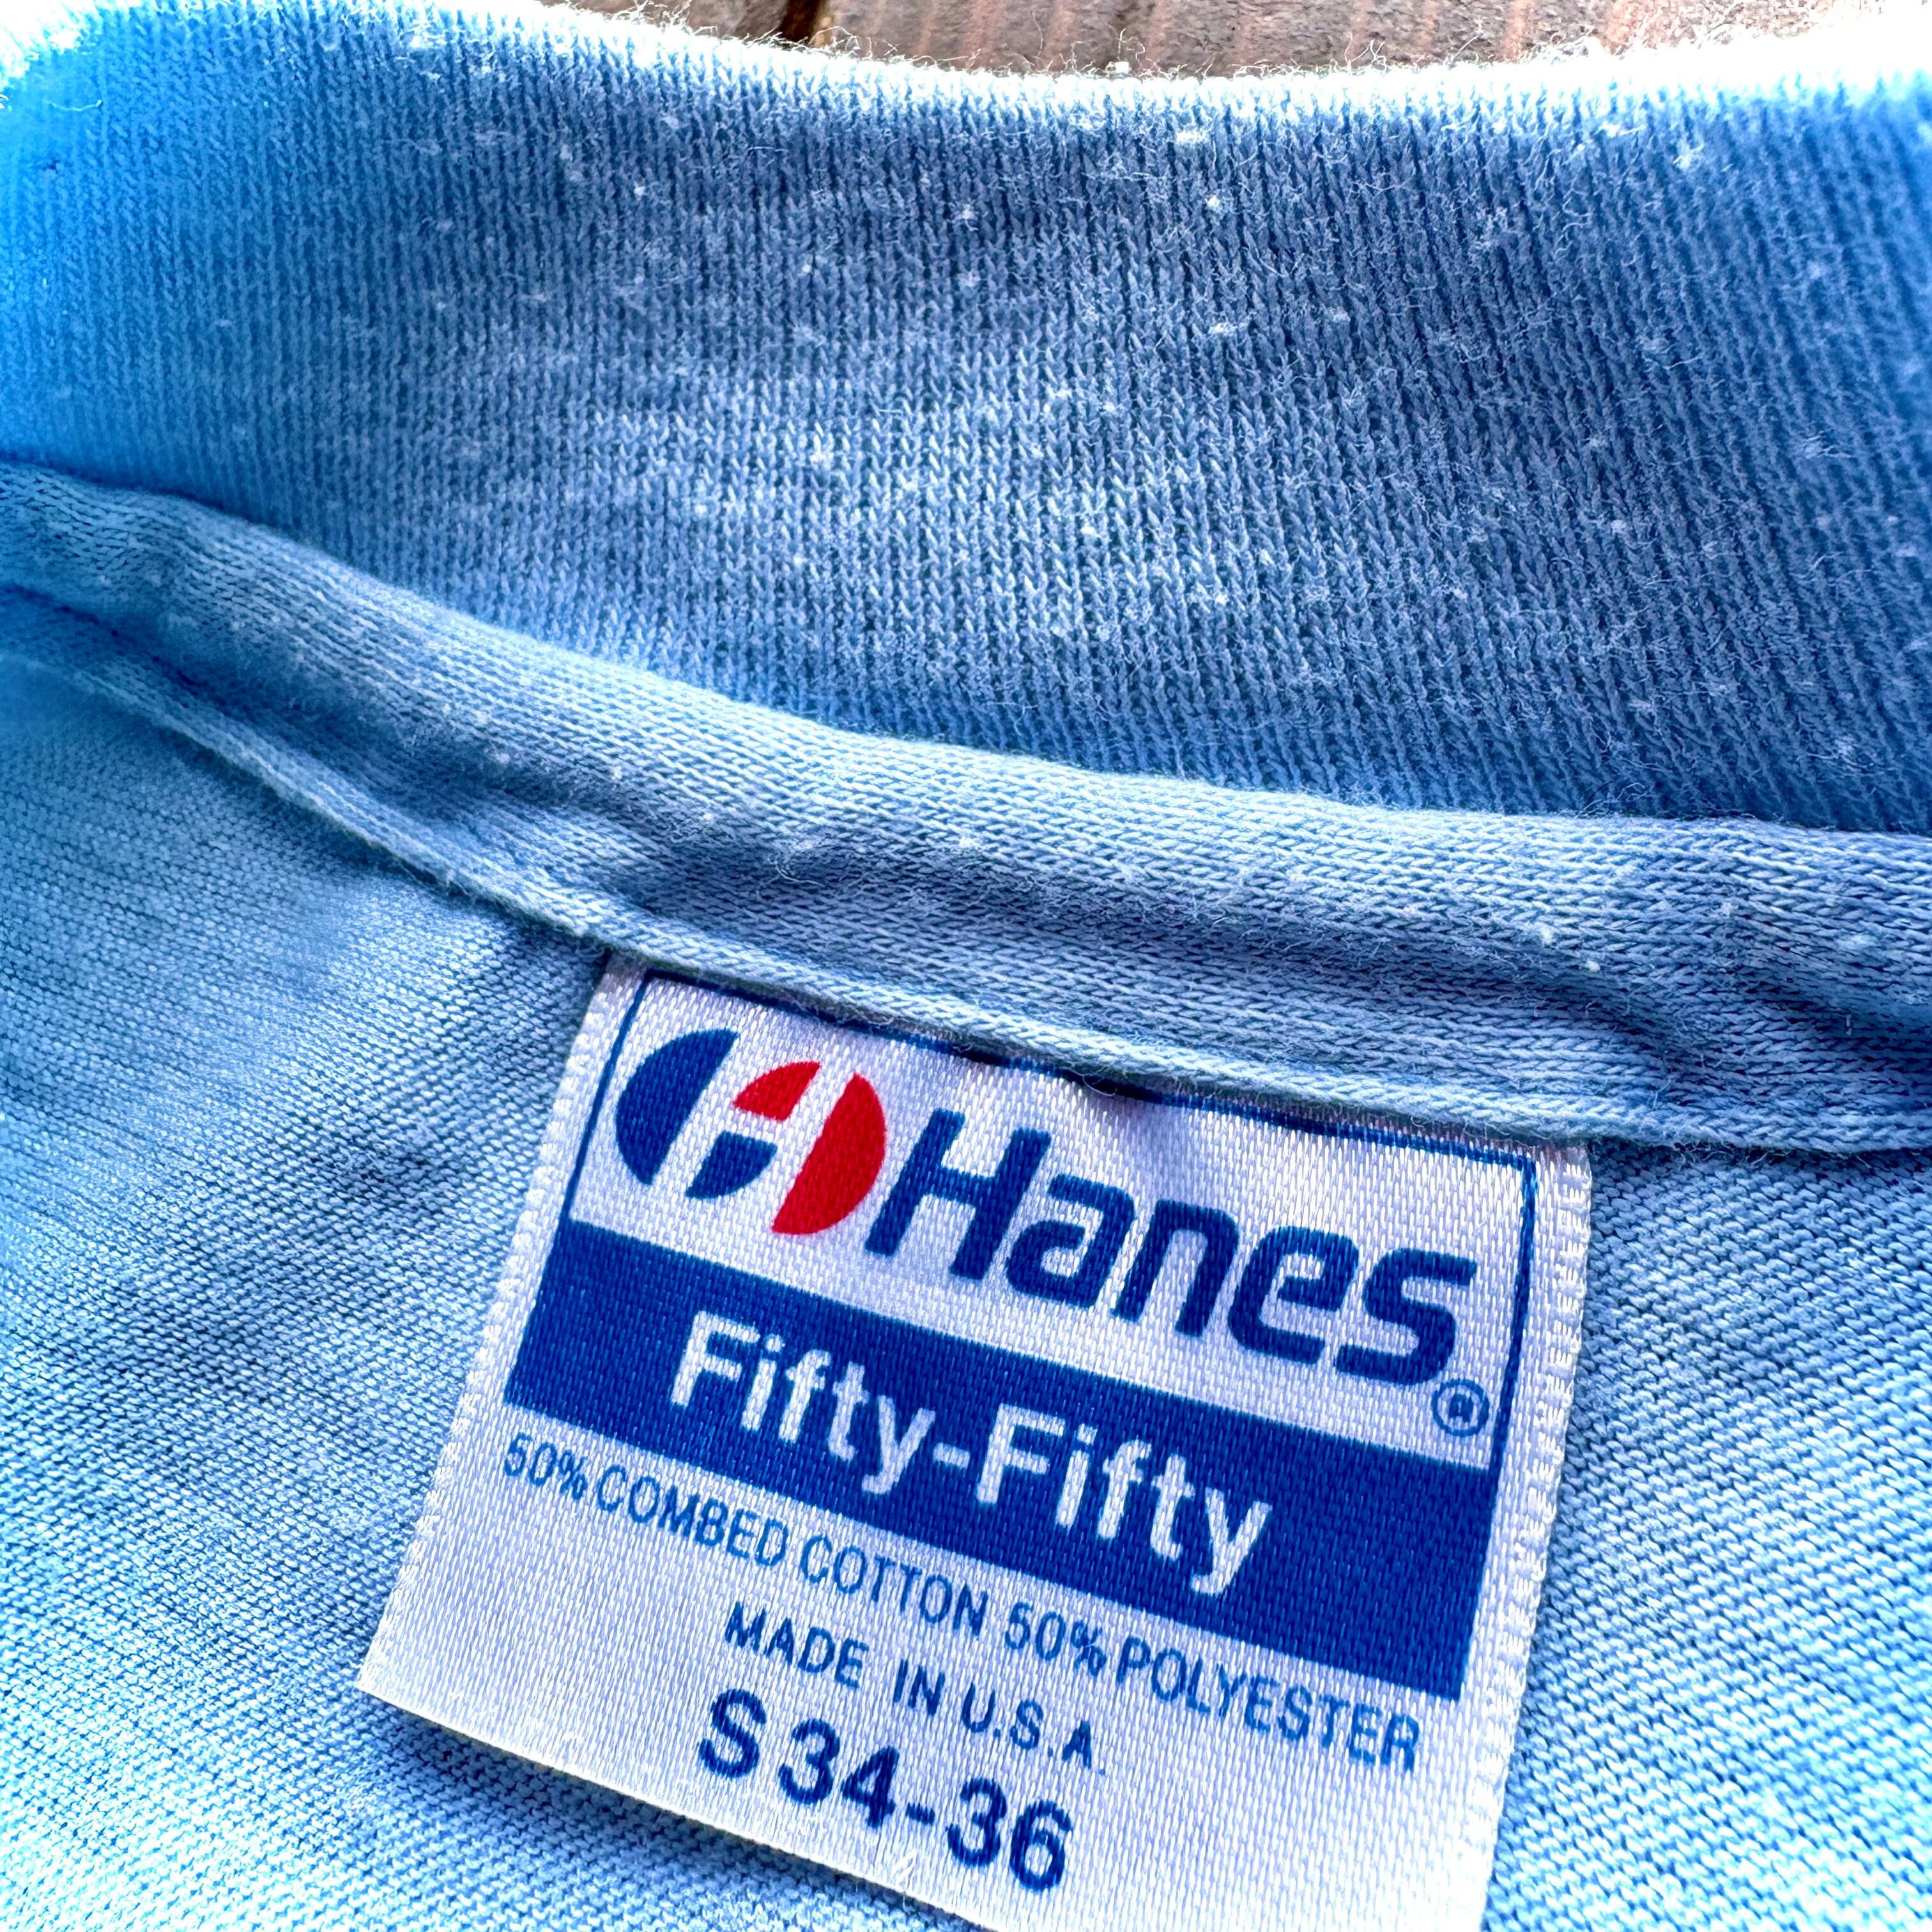 Hanes®
Fifty-Fifty
50% COMBED COTTON 50% POLYESTER
MADE IN U.S.A.
S 34-36